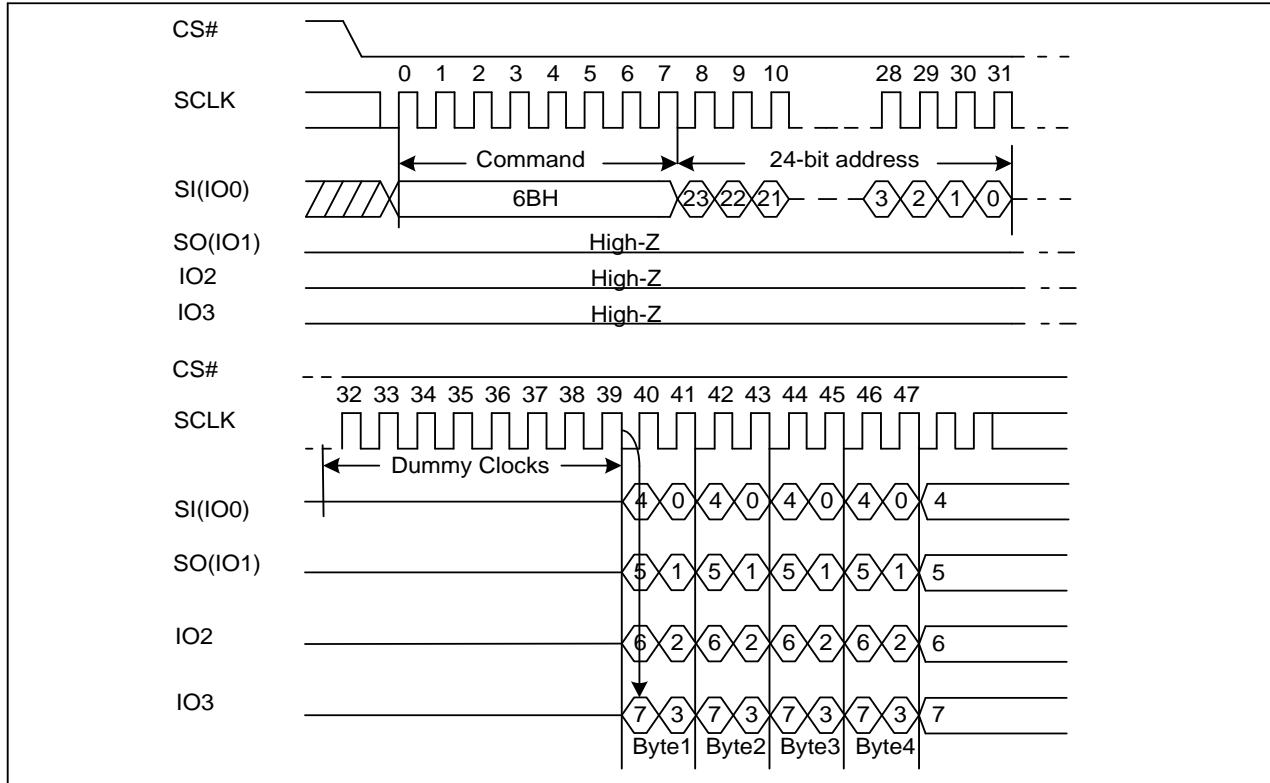 CS#
0 1 2 3 4 5 6 7 8 9 10 28 29 30 31
SCLK
Command 24-bit address
SI(IO0) 6BH 23 22 21 3 2 1 0
SO(IO1) High-Z
IO2 High-Z
IO3 High-Z
CS#
32 33 34 35 36 37 38 39 40 41 42 43 44 45 46 47
SCLK
Dummy Clocks
SI(IO0) 4 0 4 0 4 0 4 0 4
SO(IO1) 5 1 5 1 5 1 5 1 5
IO2 6 2 6 2 6 2 6 2 6
IO3 7 3 7 3 7 3 7 3 7
Byte1 Byte2 Byte3 Byte4